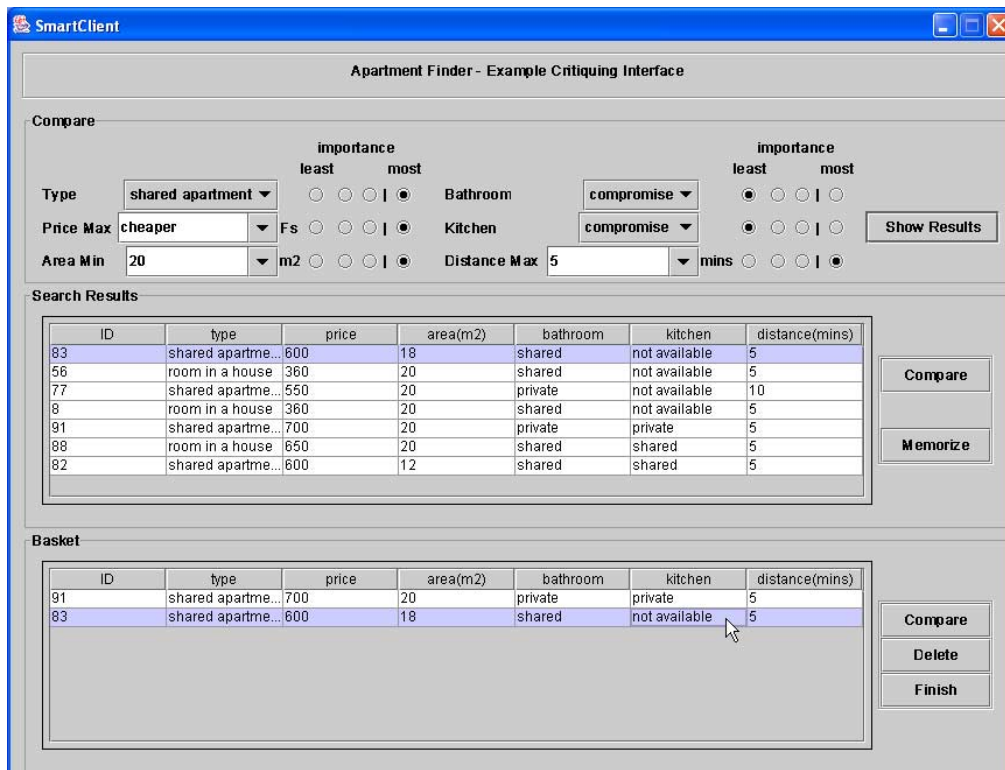 SmartClient
Apartment Finder - Example Critiquing Interface
Compare
importance importance
least most least most
Type shared apartment Bathroom compromise
Price Max cheaper Fs Kitchen compromise Show Results
Area Min 20 m2 Distance Max 5 mins
Search Results
ID type price area(m2) bathroom kitchen distance(mins)
83 shared apartme... 600 18 shared not available 5
56 room in a house 360 20 shared not available 5
77 shared apartme... 550 20 private not available 10
8 room in a house 360 20 shared not available 5
91 shared apartme... 700 20 private private 5
88 room in a house 650 20 shared shared 5
82 shared apartme... 600 12 shared shared 5
Compare
Memorize
Basket
ID type price area(m2) bathroom kitchen distance(mins)
91 shared apartme... 700 20 private private 5
83 shared apartme... 600 18 shared not available 5
Compare
Delete
Finish